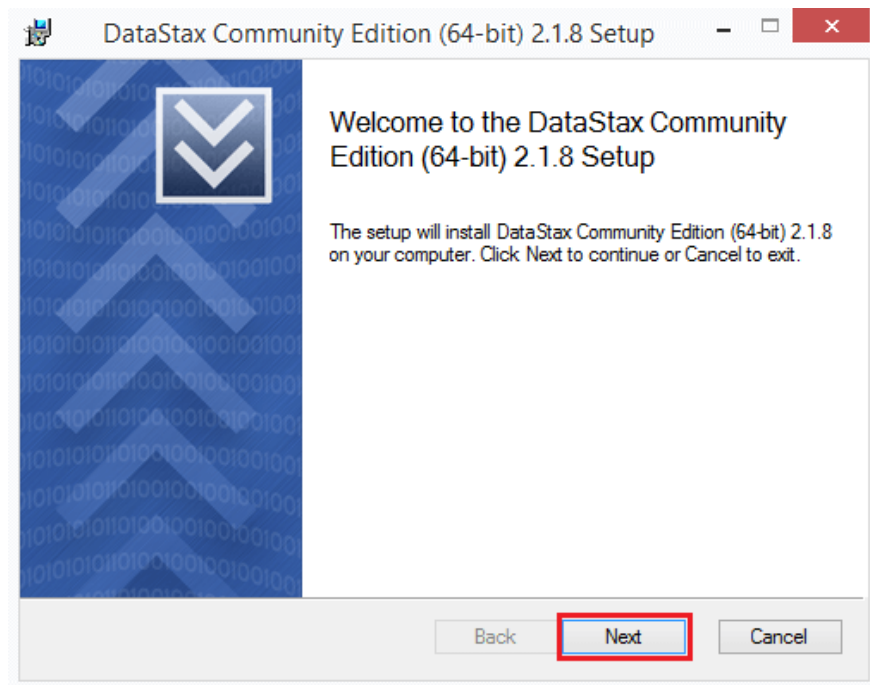 DataStax Community Edition (64-bit) 2.1.8 Setup
Welcome to the DataStax Community
Edition (64-bit) 2.1.8 Setup
The setup will install DataStax Community Edition (64-bit) 2.1.8
on your computer. Click Next to continue or Cancel to exit.
Back
Next
Cancel